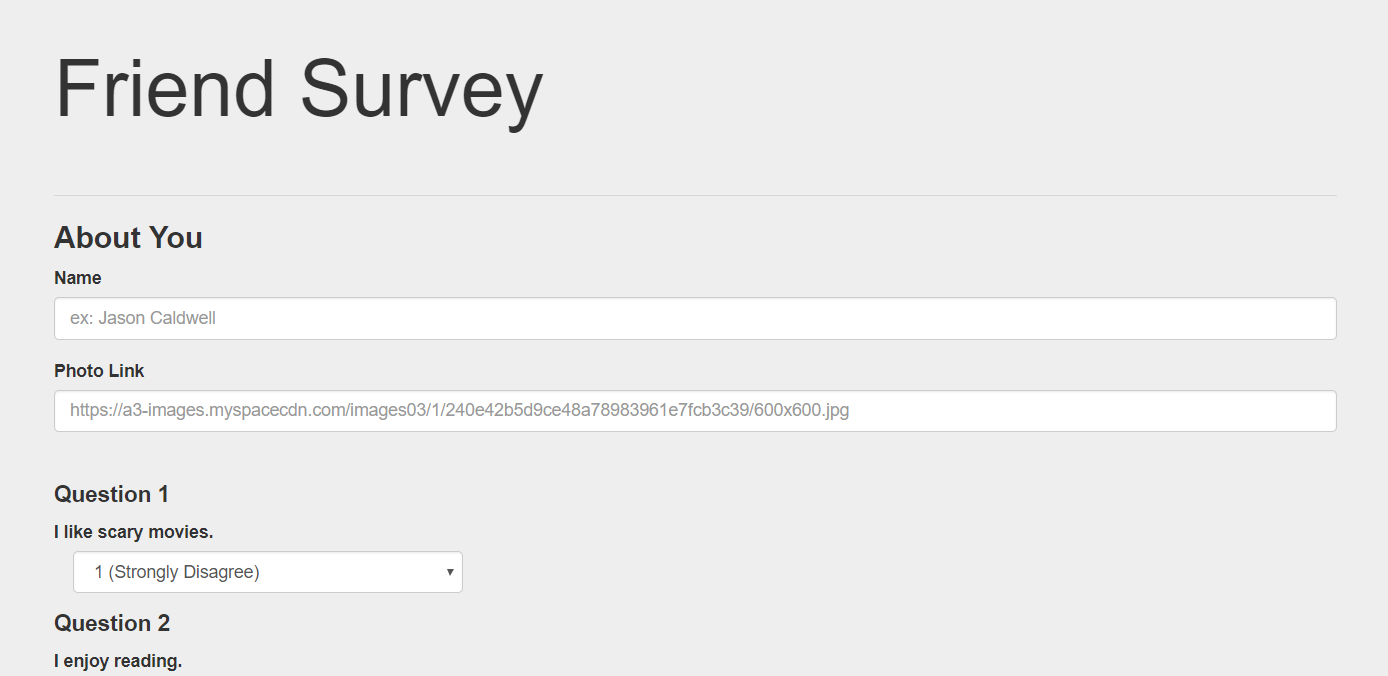 Friend Survey
About You
Name
ex: Jason Caldwell
Photo Link
https://a3-images.myspacecdn.com/images03/1/240e42b5d9ce48a78983961e7fcb3c39/600x600.jpg
Question 1
I like scary movies.
1 (Strongly Disagree)
Question 2
I enjoy reading.